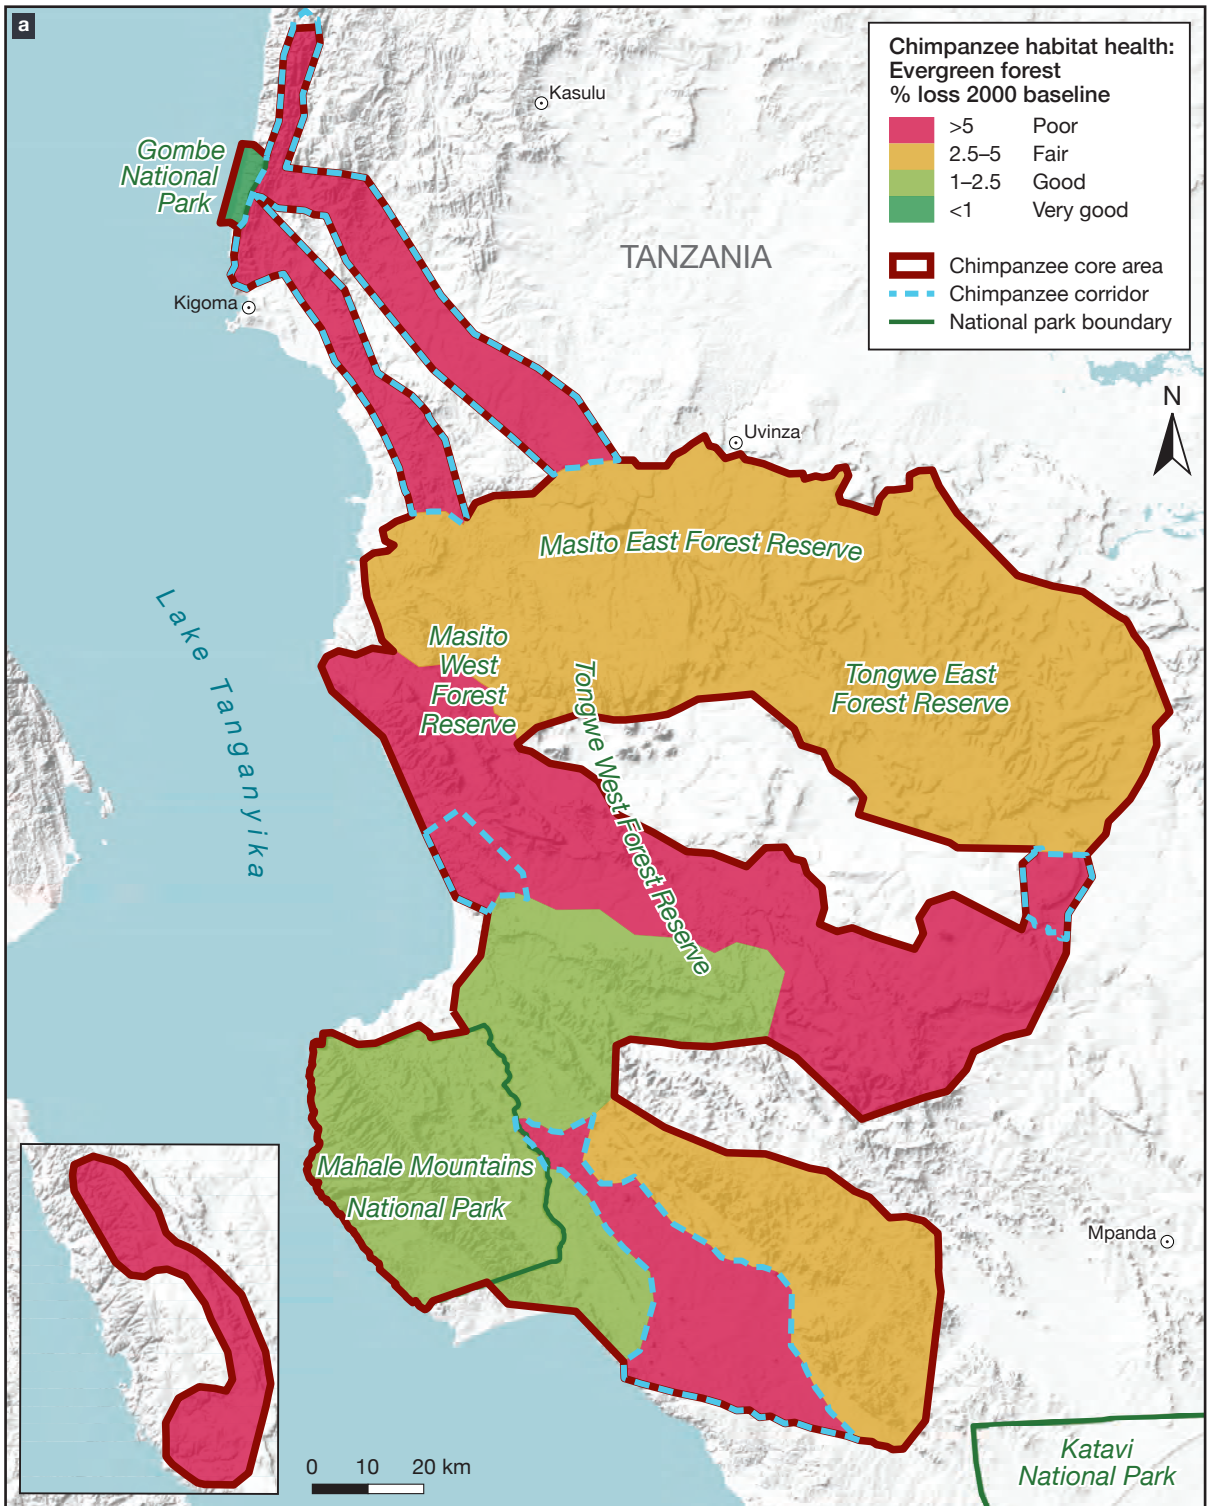 a
Chimpanzee habitat health:
Evergreen forest
% loss 2000 baseline
>5 Poor
2.5–5 Fair
1–2.5 Good
<1 Very good
Chimpanzee core area
Chimpanzee corridor
National park boundary
N
Kasulu
Gombe
National
Park
TANZANIA
Kigoma
Uvinza
Masito East Forest Reserve
Masito
West
Forest
Reserve
Tongwe West Forest Reserve
Tongwe East
Forest Reserve
Lake Tanganyika
Mahale Mountains
National Park
Mpanda
Katavi
National Park
0 10 20 km